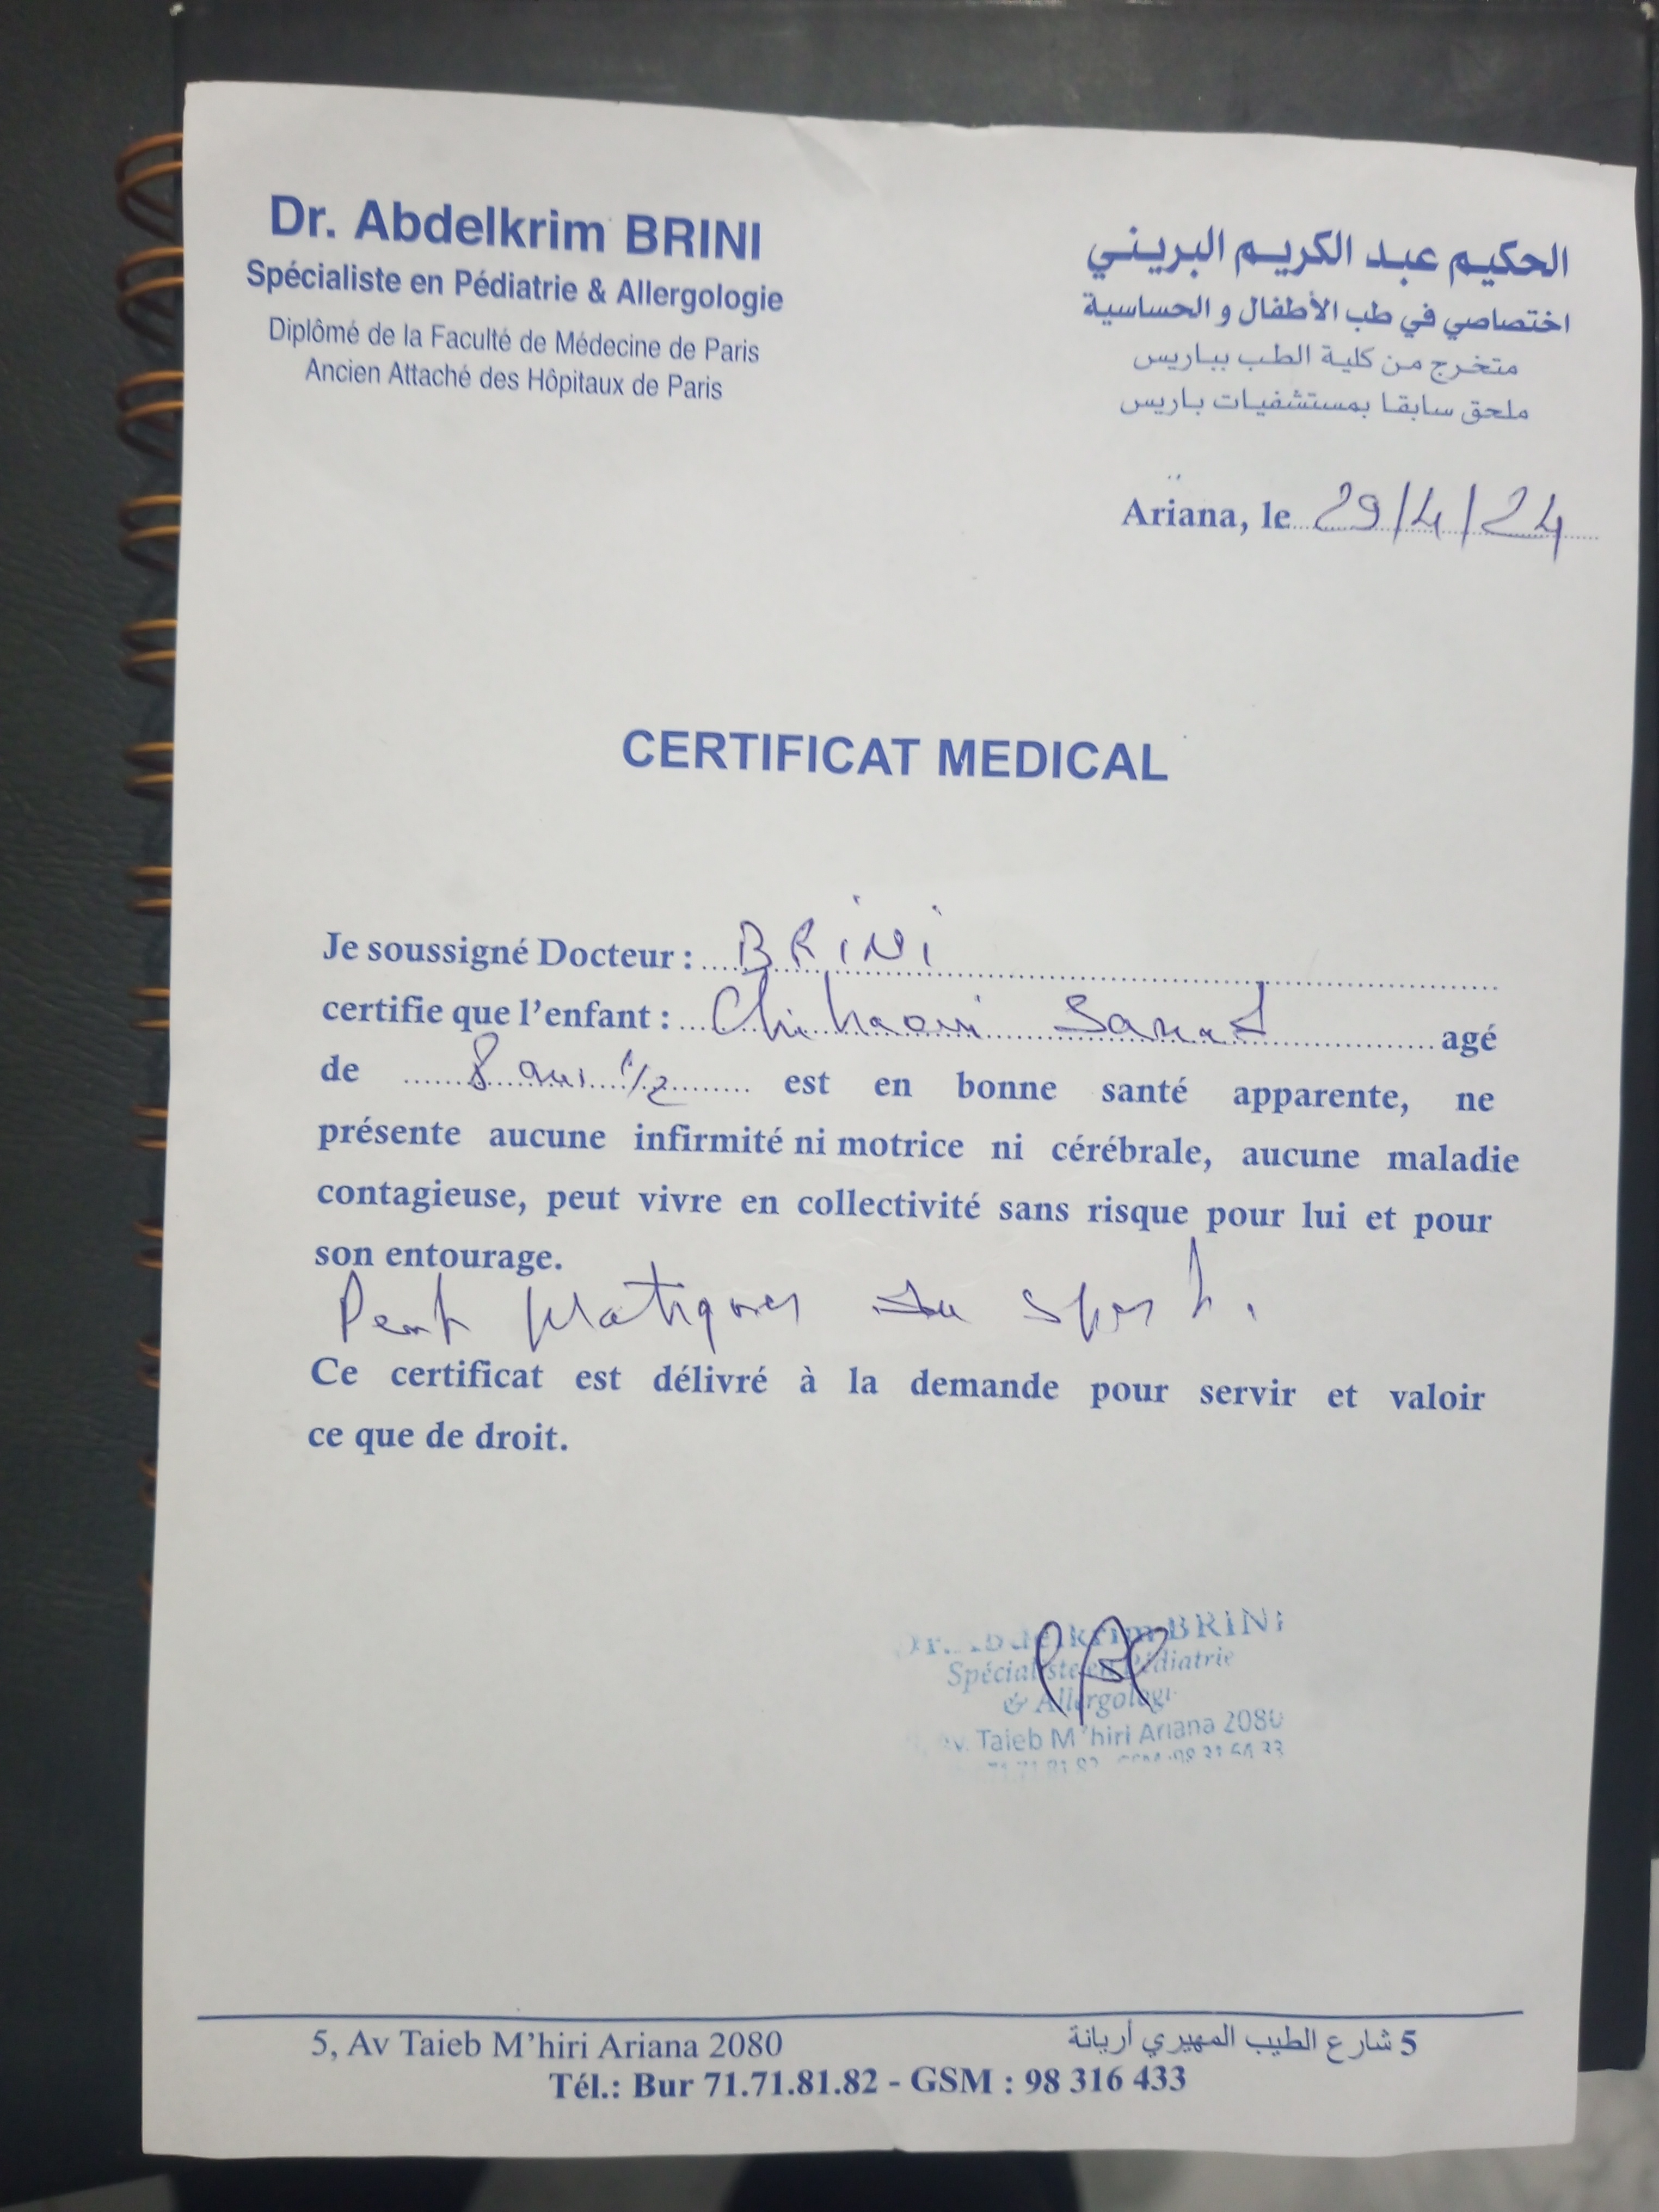 Dr. Abdelkrim BRINI
Spécialiste en Pédiatrie & Allergologie
Diplômé de la Faculté de Médecine de Paris
Ancien Attaché des Hôpitaux de Paris
الحكيم عبد الكريم البريني
اختصاصي في طب الأطفال و الحساسية
متخرج من كلية الطب بباريس
ملحق سابقا بمستشفيات باريس
Ariana, le 29/4/24
CERTIFICAT MEDICAL
Je soussigné Docteur : BRiNi
certifie que l'enfant : Chihaoui agé
de 8 ans 1/2 est en bonne santé apparente, ne
présente aucune infirmité ni motrice ni cérébrale, aucune maladie
contagieuse, peut vivre en collectivité sans risque pour lui et pour
son entourage.
Peut pratiquer du sport.
Ce certificat est délivré à la demande pour servir et valoir
ce que de droit.
Dr. Abdelkrim BRINI
Spécialiste en Pédiatrie
& Allergologie
Av. Taieb M'hiri Ariana 2080
5, Av Taieb M'hiri Ariana 2080
5 شارع الطيب المهيري أريانة
Tél.: Bur 71.71.81.82 - GSM : 98 316 433